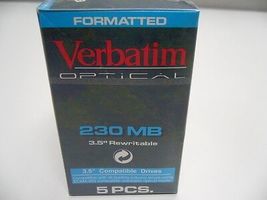 FORMATTED
Verbatim
OPTICAL
230 MB
3.5" Rewritable
3.5" Compatible Drives
5 PCS.